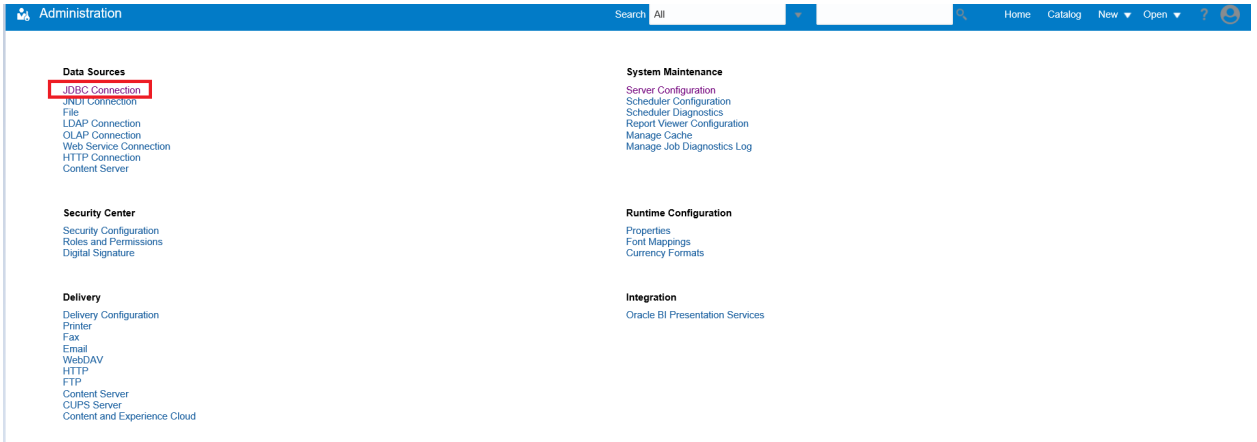 Administration
Search All
Home Catalog New Open ?
Data Sources
JDBC Connection
JNDI Connection
File
LDAP Connection
OLAP Connection
Web Service Connection
HTTP Connection
Content Server
System Maintenance
Server Configuration
Scheduler Configuration
Scheduler Diagnostics
Report Viewer Configuration
Manage Cache
Manage Job Diagnostics Log
Security Center
Security Configuration
Roles and Permissions
Digital Signature
Runtime Configuration
Properties
Font Mappings
Currency Formats
Delivery
Delivery Configuration
Printer
Fax
Email
WebDAV
HTTP
FTP
Content Server
CUPS Server
Content and Experience Cloud
Integration
Oracle BI Presentation Services